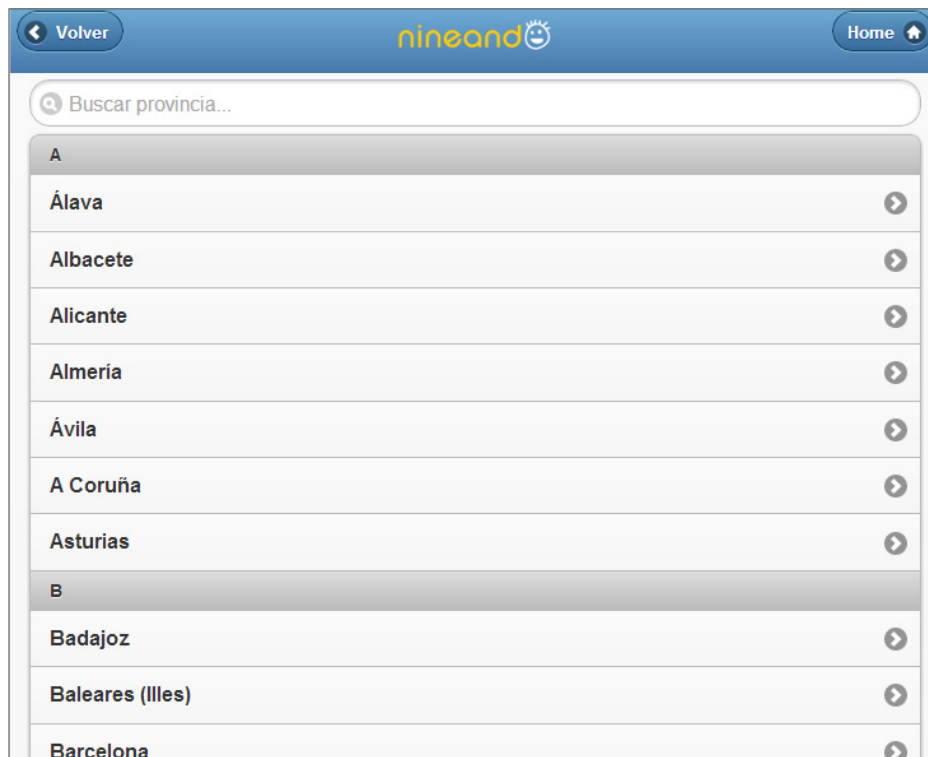 Volver
nineand
Home
Buscar provincia...
A
Álava
Albacete
Alicante
Almería
Ávila
A Coruña
Asturias
B
Badajoz
Baleares (Illes)
Barcelona